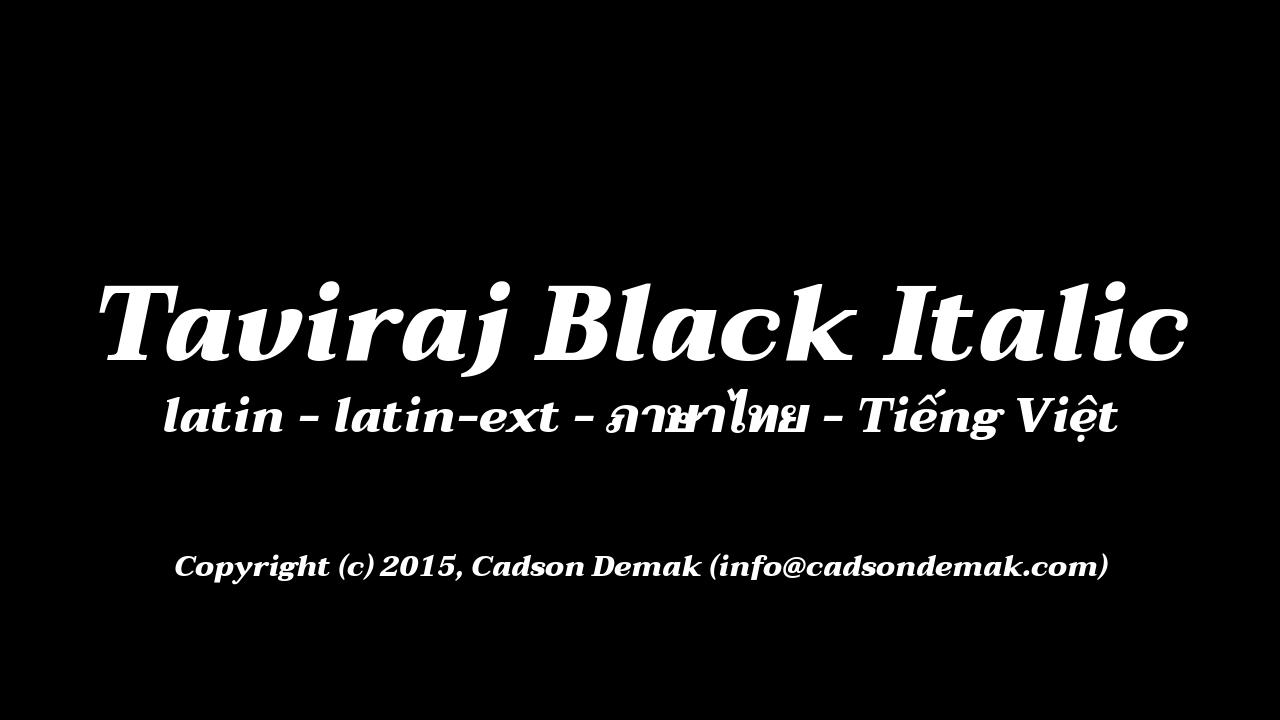 Taviraj Black Italic
latin - latin-ext - ภาษาไทย - Tiếng Việt
Copyright (c) 2015, Cadson Demak (info@cadsondemak.com)